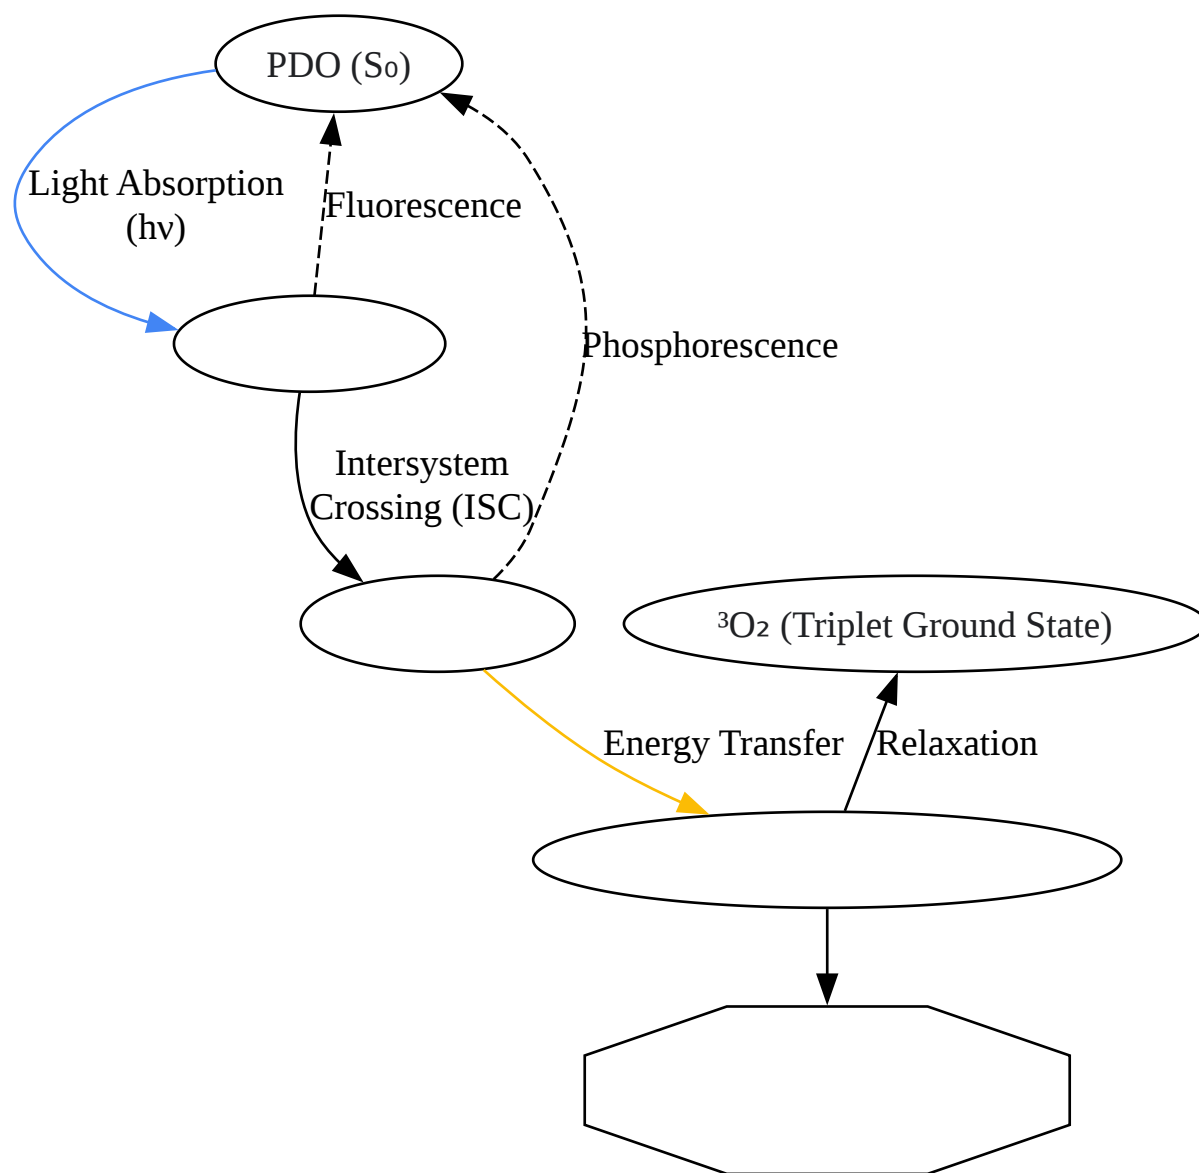 PDO (S₀)
Light Absorption
(hν)
Fluorescence
Phosphorescence
Intersystem
Crossing (ISC)
³O₂ (Triplet Ground State)
Energy Transfer
Relaxation